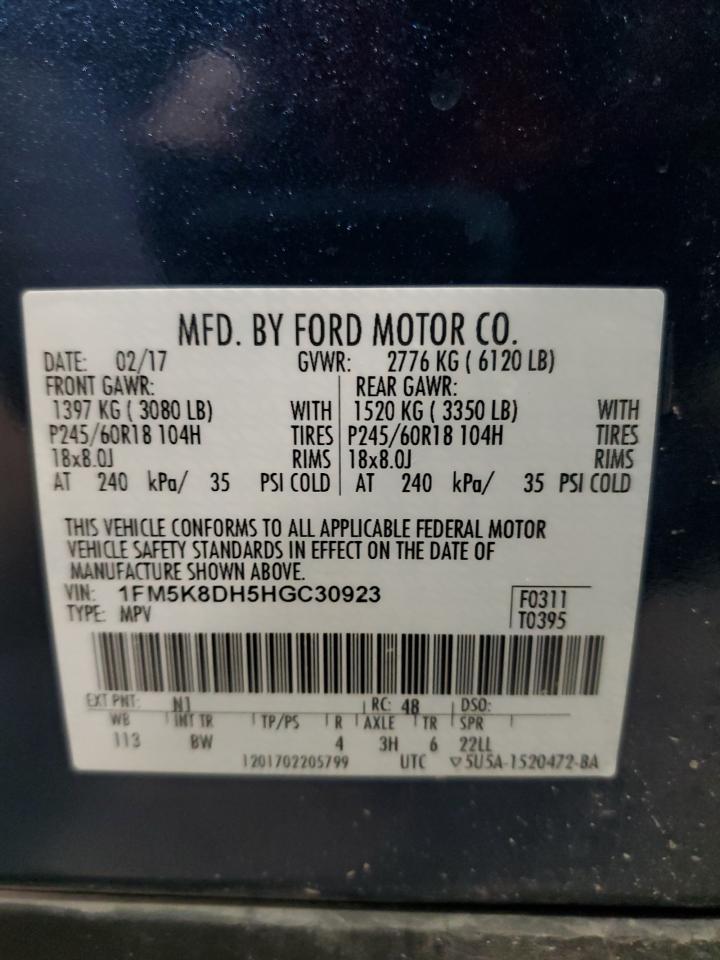 MFD. BY FORD MOTOR CO.
DATE: 02/17 GVWR: 2776 KG ( 6120 LB)
FRONT GAWR: REAR GAWR:
1397 KG ( 3080 LB) WITH 1520 KG ( 3350 LB) WITH
P245/60R18 104H TIRES P245/60R18 104H TIRES
18x8.0J RIMS 18x8.0J RIMS
AT 240 kPa/ 35 PSI COLD AT 240 kPa/ 35 PSI COLD
THIS VEHICLE CONFORMS TO ALL APPLICABLE FEDERAL MOTOR
VEHICLE SAFETY STANDARDS IN EFFECT ON THE DATE OF
MANUFACTURE SHOWN ABOVE.
VIN: 1FM5K8DH5HGC30923 F0311
TYPE: MPV T0395
EXT PNT: N1 RC: 48 DSO:
WB INT TR TP/PS R AXLE TR SPR
113 BW 4 3H 6 22LL
1201702205799 UTC ▽5U5A-1520472-BA